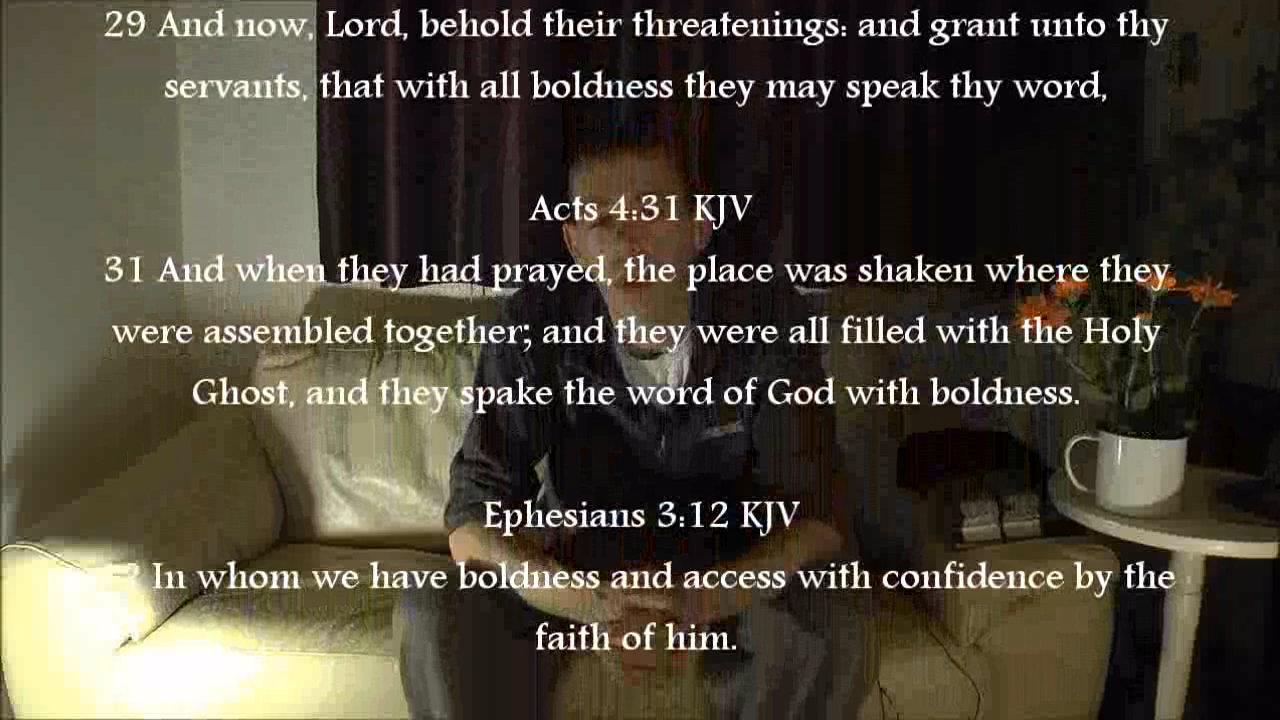 29 And now, Lord, behold their threatenings: and grant unto thy
servants, that with all boldness they may speak thy word,
Acts 4:31 KJV
31 And when they had prayed, the place was shaken where they
were assembled together; and they were all filled with the Holy
Ghost, and they spake the word of God with boldness.
Ephesians 3:12 KJV
In whom we have boldness and access with confidence by the
faith of him.